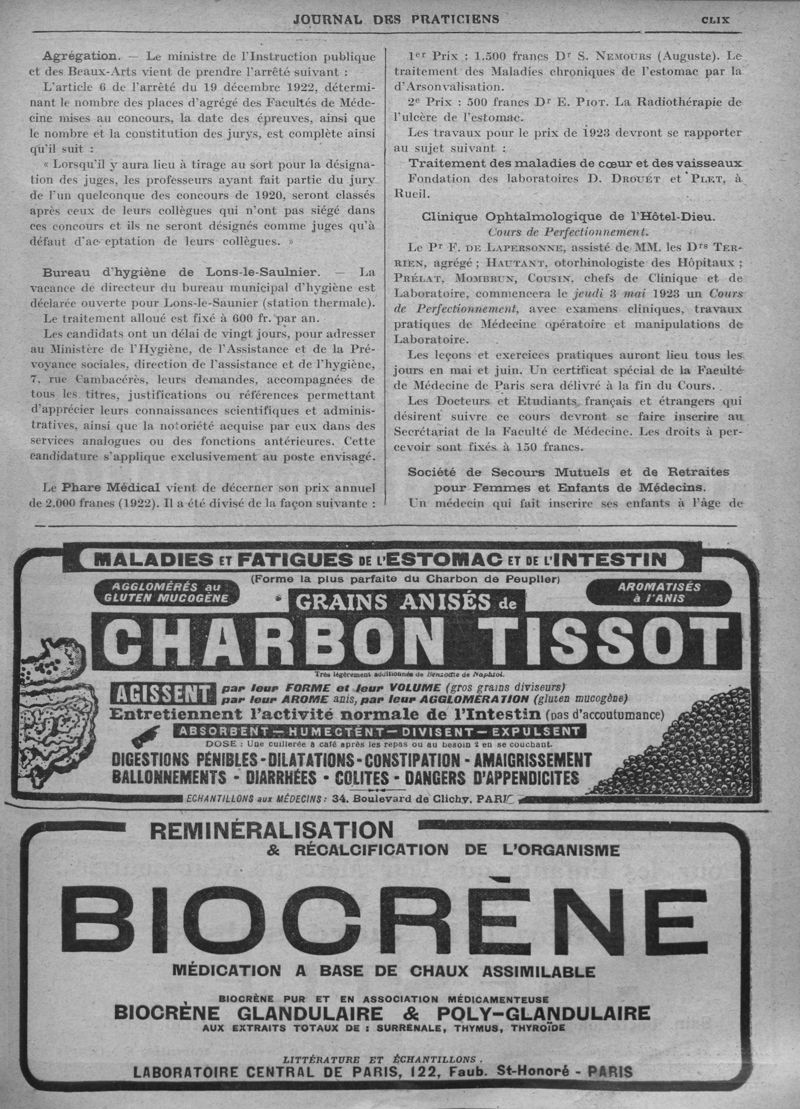 JOURNAL DES PRATICIENS
CLIX
Agrégation. — Le ministre de l'Instruction publique
et des Beaux-Arts vient de prendre l'arrêté suivant :
L'article 6 de l'arrêté du 19 décembre 1922, détermi-
nant le nombre des places d'agrégé des Facultés de Méde-
cine mises au concours, la date des épreuves, ainsi que
le nombre et la constitution des jurys, est complète ainsi
qu'il suit :
« Lorsqu'il y aura lieu à tirage au sort pour la désigna-
tion des juges, les professeurs ayant fait partie du jury
de l'un quelconque des concours de 1920, seront classés
après ceux de leurs collègues qui n'ont pas siégé dans
ces concours et ils ne seront désignés comme juges qu'à
défaut d'ac eptation de leurs collègues. »
Bureau d'hygiène de Lons-le-Saulnier. — La
vacance de directeur du bureau municipal d'hygiène est
déclarée ouverte pour Lons-le-Saunier (station thermale).
Le traitement alloué est fixé à 600 fr. par an.
Les candidats ont un délai de vingt jours, pour adresser
au Ministère de l'Hygiène, de l'Assistance et de la Pré-
voyance sociales, direction de l'assistance et de l'hygiène,
7, rue Cambacérès, leurs demandes, accompagnées de
tous les titres, justifications ou références permettant
d'apprécier leurs connaissances scientifiques et adminis-
tratives, ainsi que la notoriété acquise par eux dans des
services analogues ou des fonctions antérieures. Cette
candidature s'applique exclusivement au poste envisagé.
Le Phare Médical vient de décerner son prix annuel
de 2.000 francs (1922). Il a été divisé de la façon suivante :
1er Prix : 1.500 francs Dr S. NEMOURS (Auguste). Le
traitement des Maladies chroniques de l'estomac par la
d'Arsonvalisation.
2e Prix : 500 francs Dr E. PIOT. La Radiothérapie de
l'ulcère de l'estomac.
Les travaux pour le prix de 1923 devront se rapporter
au sujet suivant :
Traitement des maladies de cœur et des vaisseaux
Fondation des laboratoires D. DROUËT et PLET, à
Rueil.
Clinique Ophtalmologique de l'Hôtel-Dieu.
Cours de Perfectionnement.
Le Pr F. DE LAPERSONNE, assisté de MM. les Drs TER-
RIEN, agrégé ; HAUTANT, otorhinologiste des Hôpitaux ;
PRÉLAT, MOMBRUN, COUSIN, chefs de Clinique et de
Laboratoire, commencera le jeudi 3 mai 1923 un Cours
de Perfectionnement, avec examens cliniques, travaux
pratiques de Médecine opératoire et manipulations de
Laboratoire.
Les leçons et exercices pratiques auront lieu tous les
jours en mai et juin. Un certificat spécial de la Faculté
de Médecine de Paris sera délivré à la fin du Cours.
Les Docteurs et Etudiants français et étrangers qui
désirent suivre ce cours devront se faire inscrire au
Secrétariat de la Faculté de Médecine. Les droits à per-
cevoir sont fixés à 150 francs.
Société de Secours Mutuels et de Retraites
pour Femmes et Enfants de Médecins.
Un médecin qui fait inscrire ses enfants à l'âge de
MALADIES ET FATIGUES DE L'ESTOMAC ET DE L'INTESTIN
(Forme la plus parfaite du Charbon de Peuplier)
AGGLOMÉRÉS au
GLUTEN MUCOGÈNE
AROMATISÉS
à l'ANIS
GRAINS ANISÉS de
CHARBON TISSOT
Très légèrement additionnés de Benzoate de Naphtol.
AGISSENT
par leur FORME et leur VOLUME (gros grains diviseurs)
par leur AROME anis, par leur AGGLOMÉRATION (gluten mucogène)
Entretiennent l'activité normale de l'Intestin (pas d'accoutumance)
ABSORBENT — HUMECTENT — DIVISENT — EXPULSENT
DOSE : Une cuillerée à café après les repas ou au besoin 2 en se couchant.
DIGESTIONS PÉNIBLES - DILATATIONS - CONSTIPATION - AMAIGRISSEMENT
BALLONNEMENTS - DIARRHÉES - COLITES - DANGERS D'APPENDICITES
ECHANTILLONS aux MÉDECINS : 34, Boulevard de Clichy, PARIS
REMINÉRALISATION
& RÉCALCIFICATION DE L'ORGANISME
BIOCRÈNE
MÉDICATION A BASE DE CHAUX ASSIMILABLE
BIOCRÈNE PUR ET EN ASSOCIATION MÉDICAMENTEUSE
BIOCRÈNE GLANDULAIRE & POLY-GLANDULAIRE
AUX EXTRAITS TOTAUX DE : SURRÉNALE, THYMUS, THYROÏDE
LITTÉRATURE ET ÉCHANTILLONS.
LABORATOIRE CENTRAL DE PARIS, 122, Faub. St-Honoré - PARIS